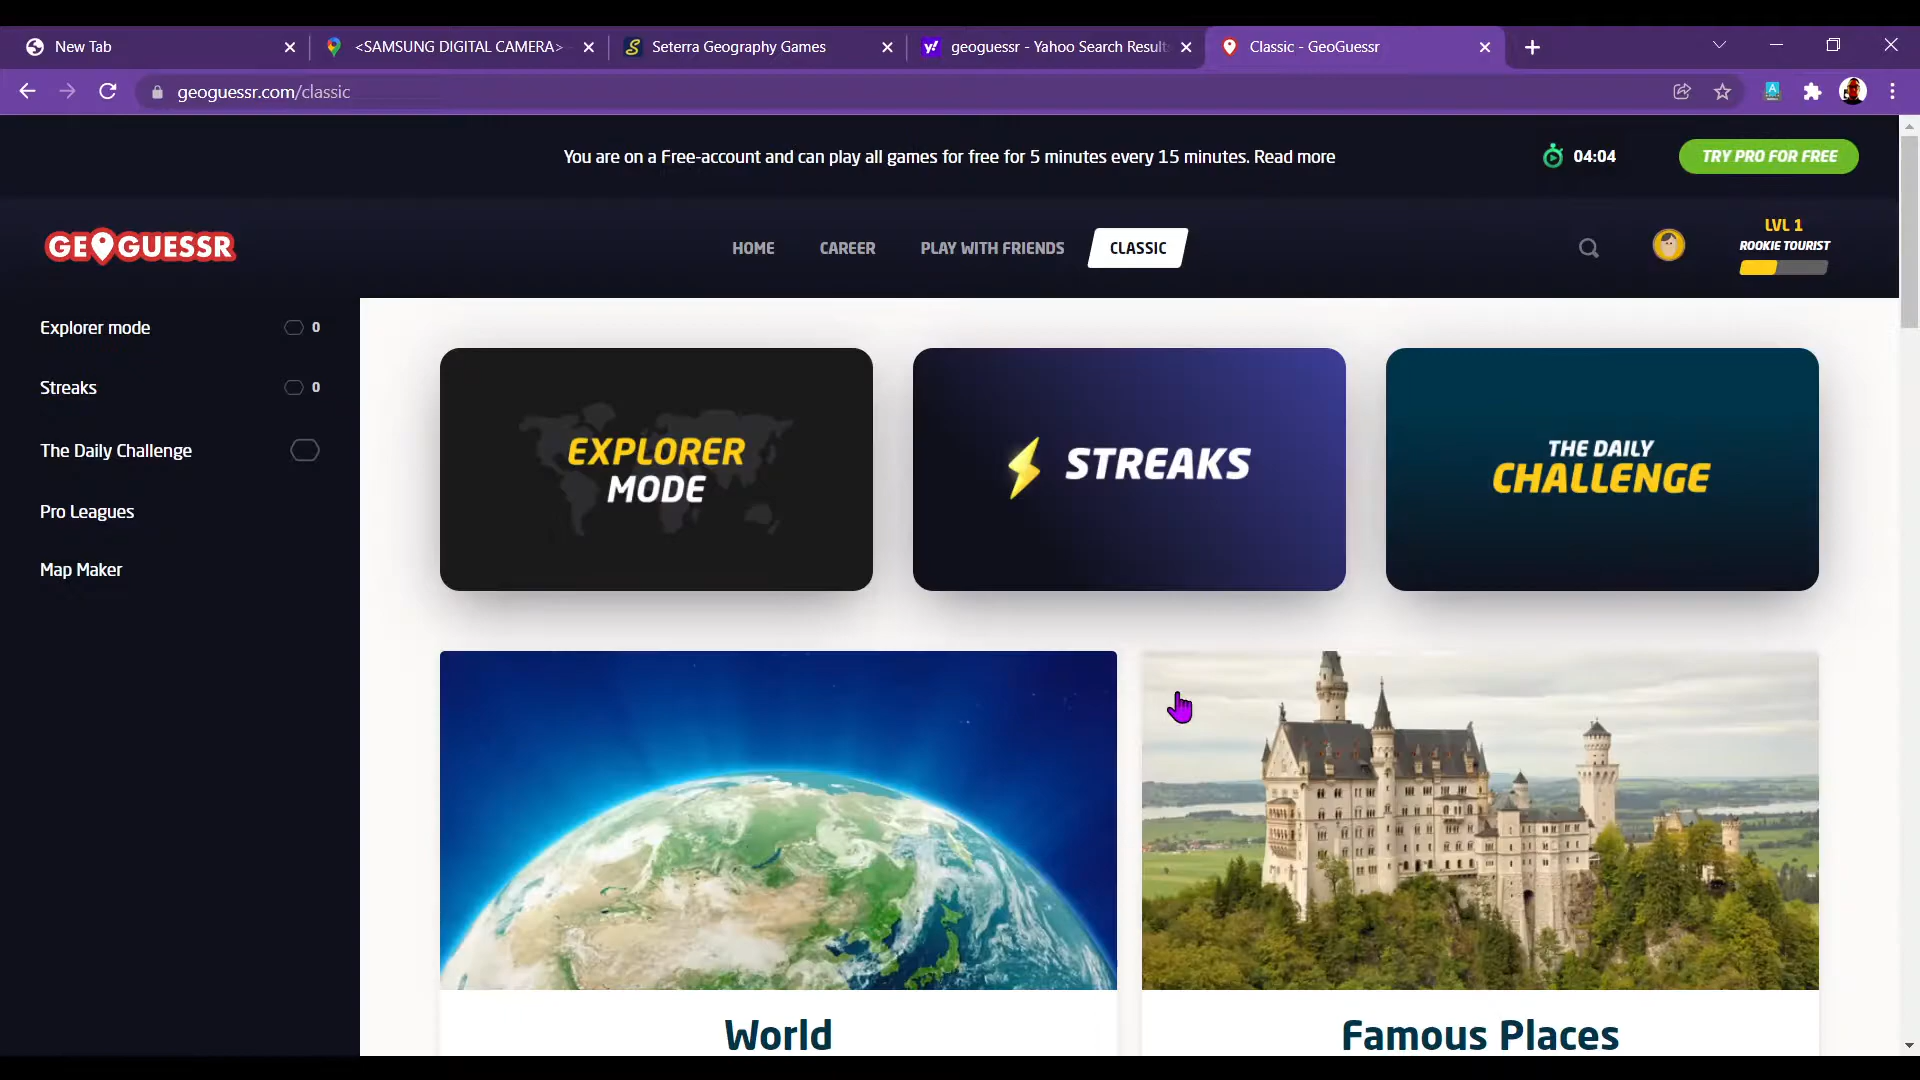 New Tab
<SAMSUNG DIGITAL CAMERA>
Seterra Geography Games
geoguessr - Yahoo Search Result
Classic - GeoGuessr
geoguessr.com/classic
You are on a Free-account and can play all games for free for 5 minutes every 15 minutes. Read more
04:04
TRY PRO FOR FREE
GEOGUESSR
HOME
CAREER
PLAY WITH FRIENDS
CLASSIC
LVL 1
ROOKIE TOURIST
Explorer mode
0
Streaks
0
The Daily Challenge
Pro Leagues
Map Maker
EXPLORER
MODE
STREAKS
THE DAILY
CHALLENGE
World
Famous Places